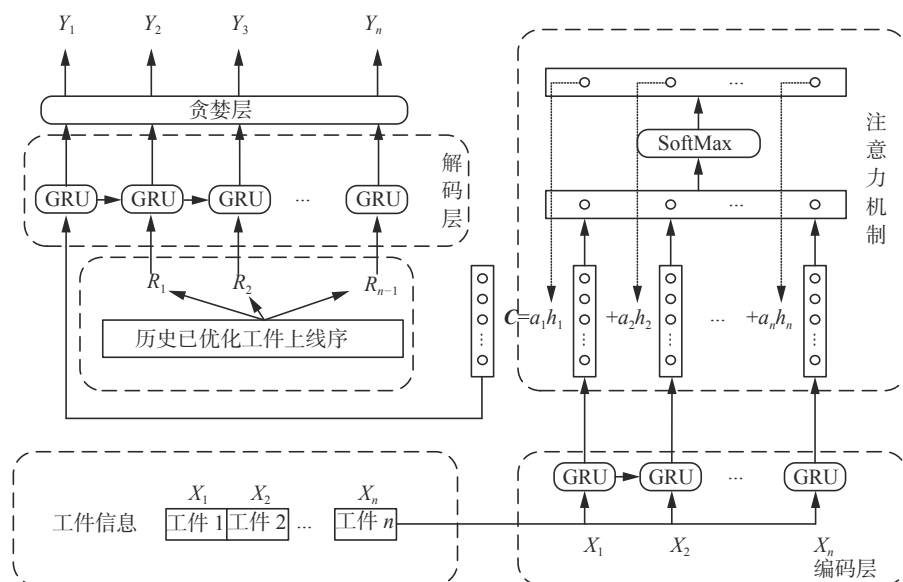 Y1 Y2 Y3 Yn
贪婪层
解码层
GRU GRU GRU ... GRU
R1 R2 Rn−1
历史已优化工件上线序
注意力机制
...
SoftMax
...
C=a1h1 +a2h2 ... +anhn
GRU GRU ... GRU
X1 X2 Xn
编码层
X1 X2 Xn
工件信息 工件 1 工件 2 ... 工件 n